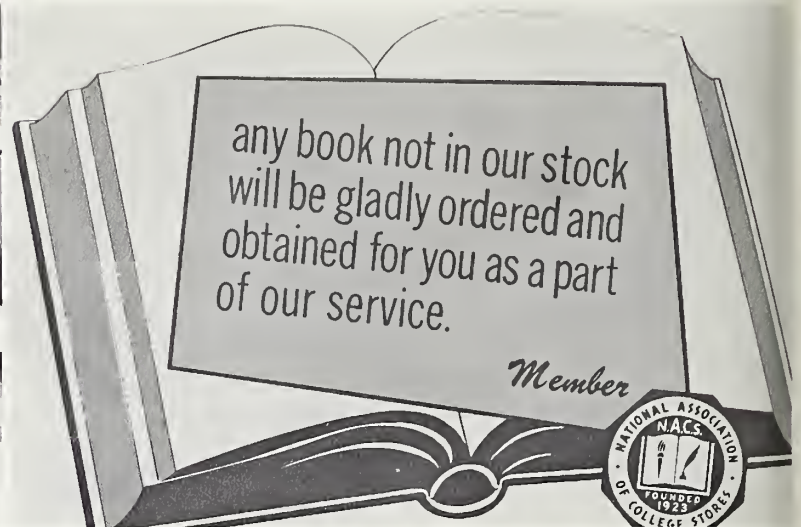 any book not in our stock
will be gladly ordered and
obtained for you as a part
of our service.
Member
NATIONAL ASSOCIATION
N.A.C.S.
FOUNDED
1923
OF COLLEGE STORES